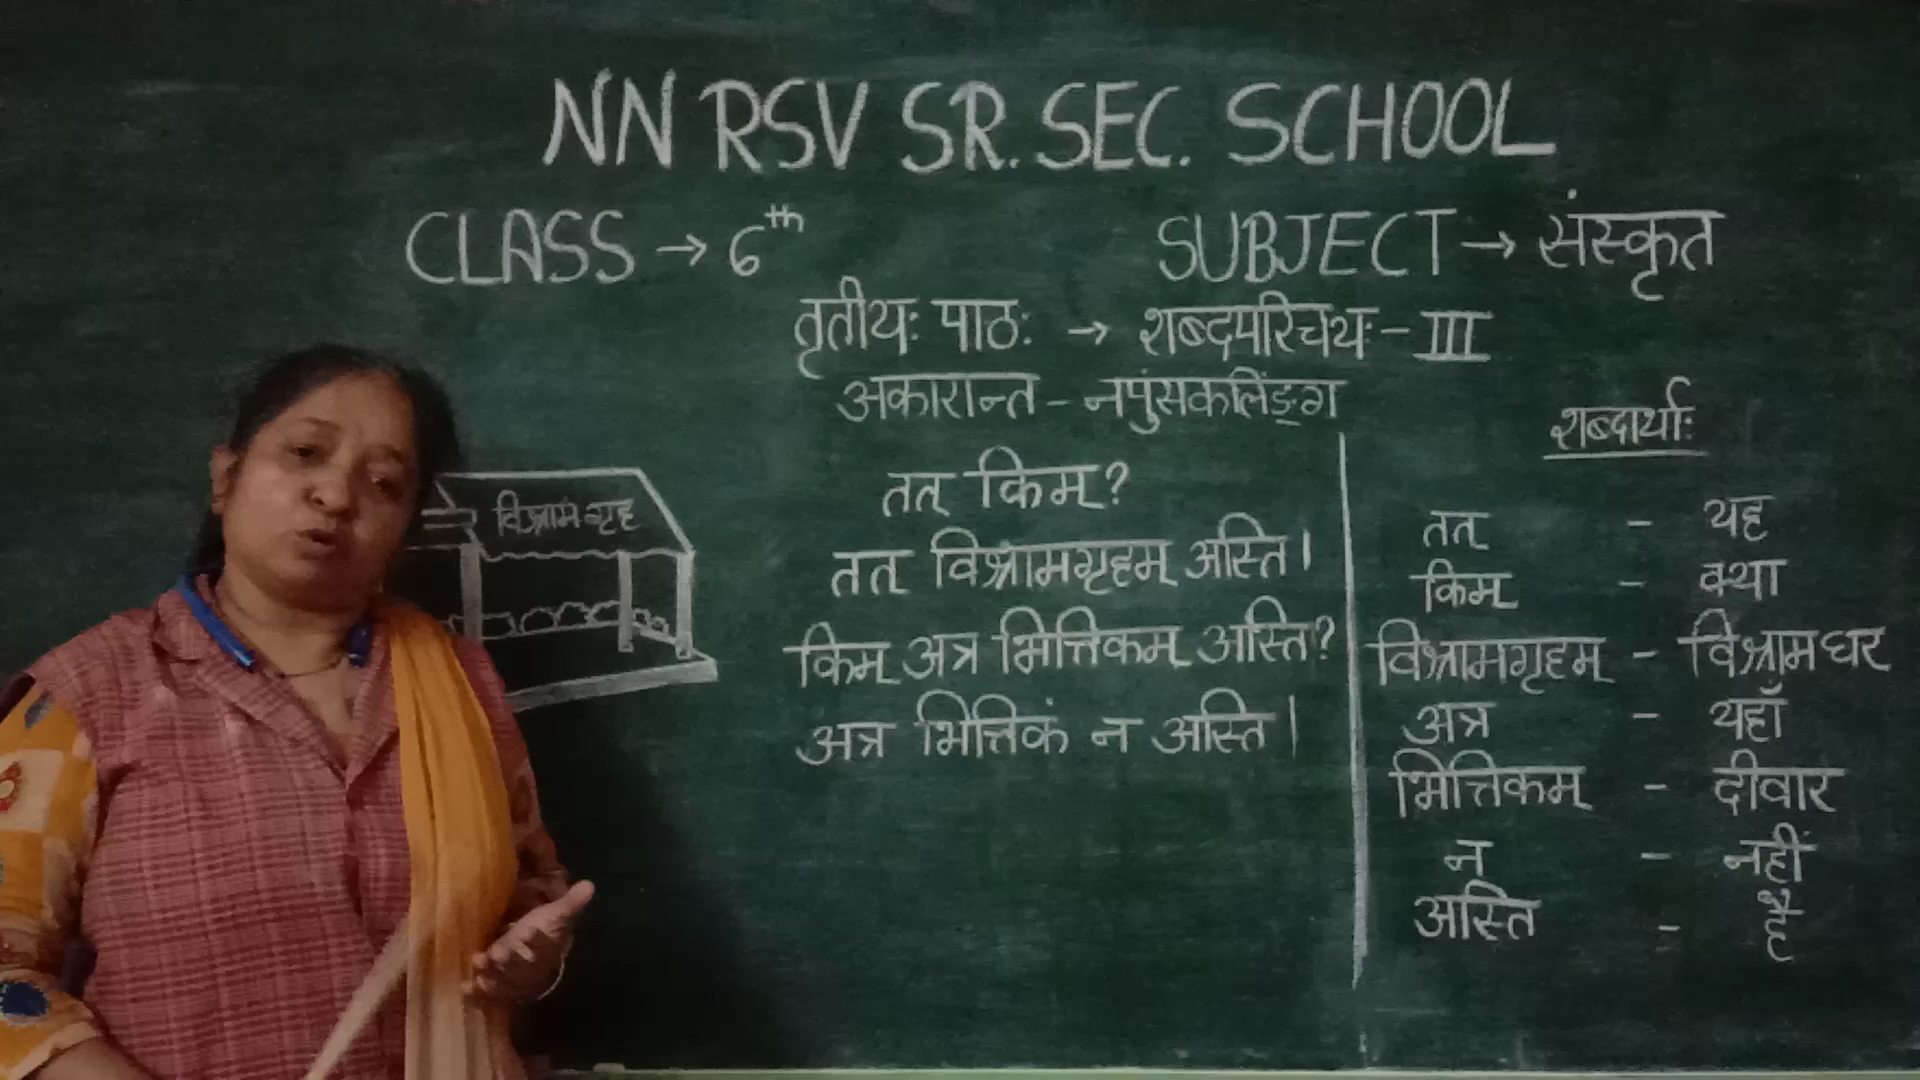 NN RSV SR. SEC. SCHOOL
CLASS → 6th SUBJECT → संस्कृत
तृतीयः पाठः → शब्दपरिचयः - III
अकारान्त - नपुंसकलिंङ्ग
विश्राम गृह
तत् किम्?
तत् विश्रामगृहम् अस्ति।
किम् अत्र भित्तिकम् अस्ति?
अत्र भित्तिकं न अस्ति।
शब्दार्थाः
तत् - यह
किम् - क्या
विश्रामगृहम् - विश्रामघर
अत्र - यहाँ
भित्तिकम् - दीवार
न - नहीं
अस्ति - हैं